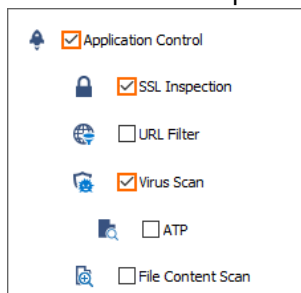 Application Control
SSL Inspection
URL Filter
Virus Scan
ATP
File Content Scan